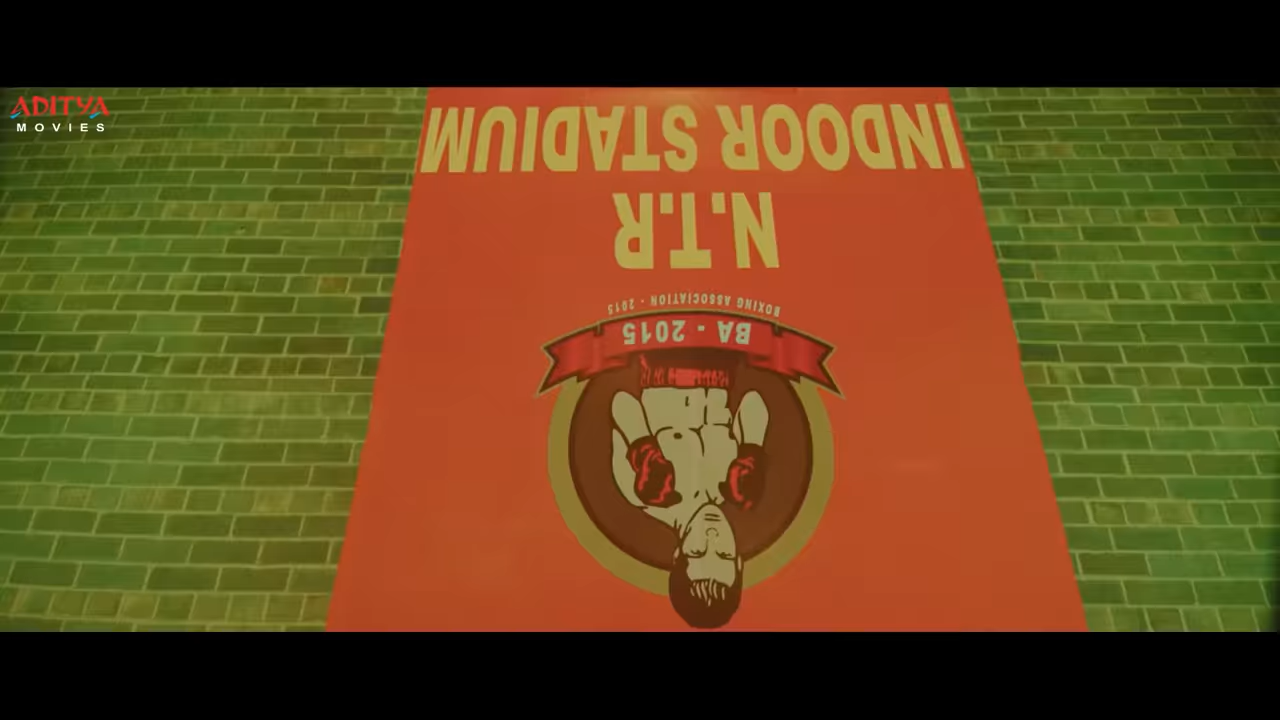 ADITYA
MOVIES
BA - 2015
BOXING ASSOCIATION - 2015
N.T.R
INDOOR STADIUM